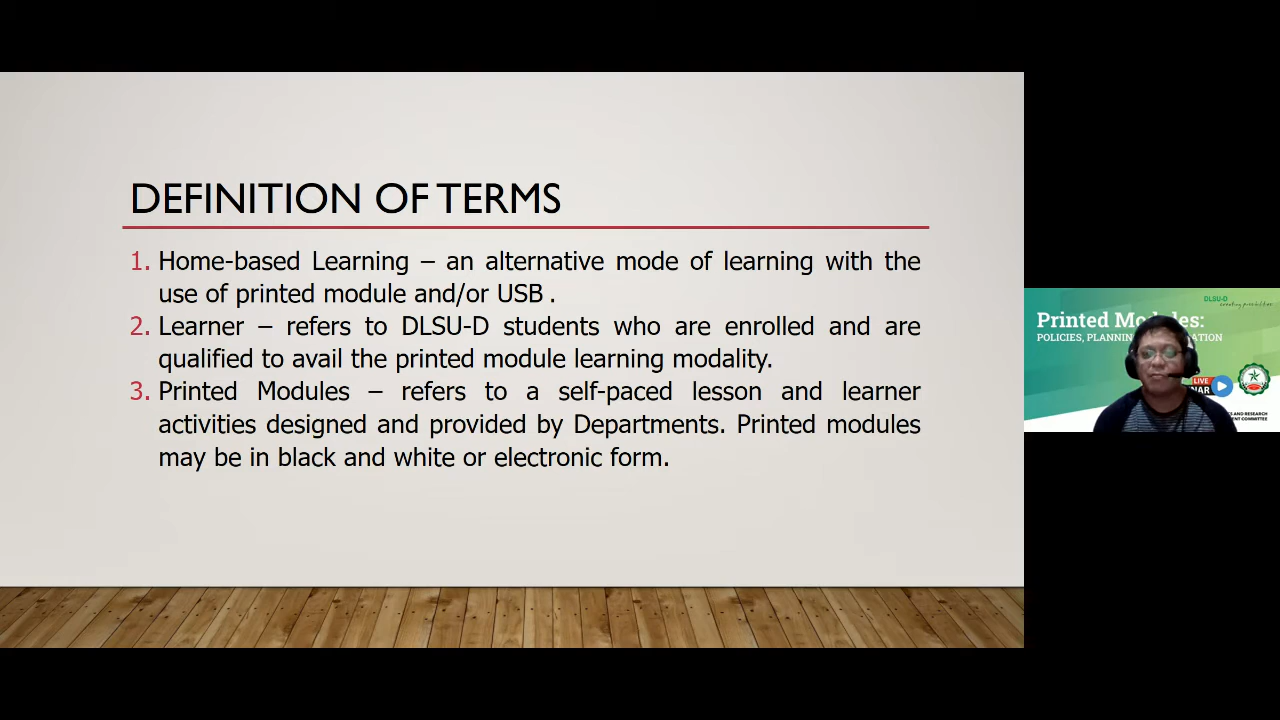 DEFINITION OF TERMS
1. Home-based Learning – an alternative mode of learning with the
use of printed module and/or USB .
2. Learner – refers to DLSU-D students who are enrolled and are
qualified to avail the printed module learning modality.
3. Printed Modules – refers to a self-paced lesson and learner
activities designed and provided by Departments. Printed modules
may be in black and white or electronic form.
DLSU-D
Printed
POLICIES,
LIVE